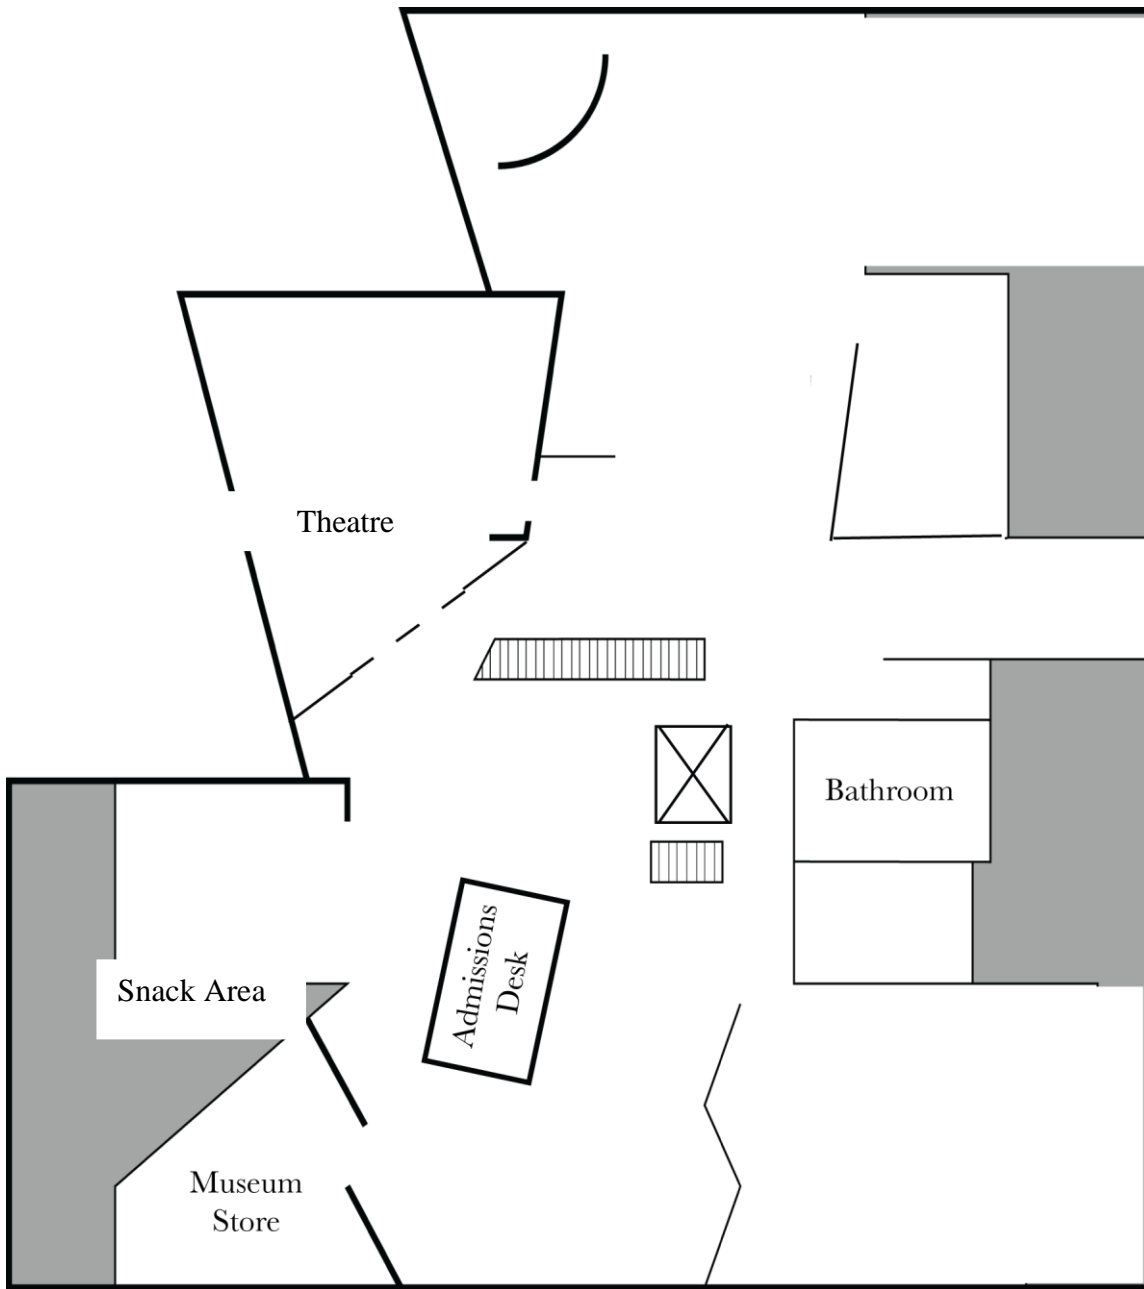 Theatre
Bathroom
Admissions
Desk
Snack Area
Museum
Store